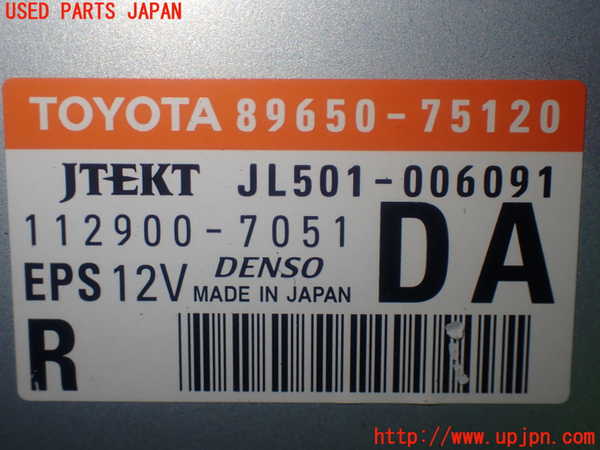 USED PARTS JAPAN
TOYOTA 89650-75120
JTEKT JL501-006091
112900-7051
DA
EPS 12V DENSO
MADE IN JAPAN
R
http://www.upjpn.com/